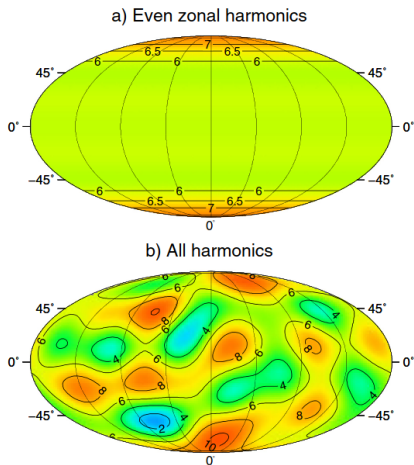 a) Even zonal harmonics
7
6.5 6.5
6 6 6
45° 45°
0° 0°
−45° −45°
6 6 6
6.5 6.5
7
0°
b) All harmonics
6 8 6
45° 8 6 4 4 45°
6 4 6 8 6 8
0° 0°
8 8 6 4 4
−45° 2 4 6 8 −45°
6 10
0°